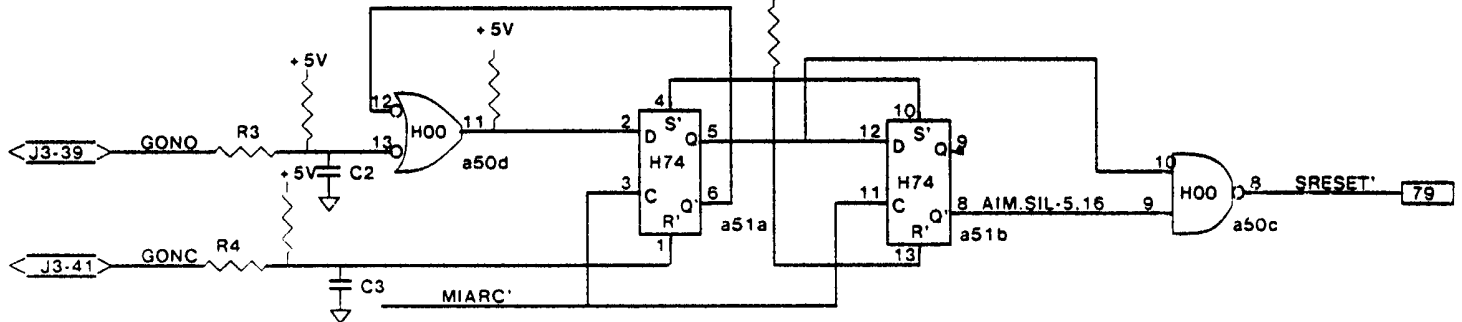 +5V
+5V
12
11
4
10
H00
2
D
S'
Q
5
12
D
S'
Q
9
10
J3-39
GONO
R3
13
a50d
H74
H74
H00
8
SRESET'
79
+5V
C2
3
C
Q'
6
11
C
Q'
8
AIM.SIL-5.16
9
a50c
R'
a51a
R'
a51b
J3-41
GONC
R4
1
13
C3
MIARC'